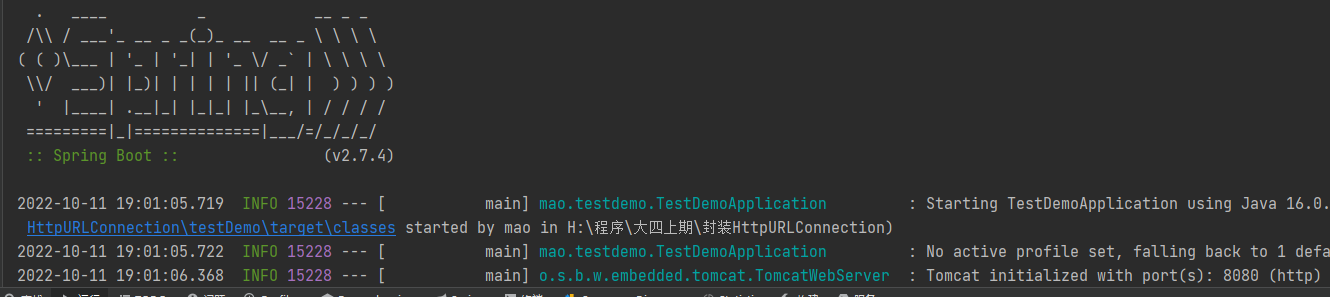 .   ____          _            __ _ _
 /\\ / ___'_ __ _ _(_)_ __  __ _ \ \ \ \
( ( )\___ | '_ | '_| | '_ \/ _` | \ \ \ \
 \\/  ___)| |_)| | | | | || (_| |  ) ) ) )
  '  |____| .__|_| |_|_| |_\__, | / / / /
 =========|_|==============|___/=/_/_/_/
 :: Spring Boot ::                (v2.7.4)
2022-10-11 19:01:05.719  INFO 15228 --- [           main] mao.testdemo.TestDemoApplication         : Starting TestDemoApplication using Java 16.0.
HttpURLConnection\testDemo\target\classes started by mao in H:\程序\大四上期\封装HttpURLConnection)
2022-10-11 19:01:05.722  INFO 15228 --- [           main] mao.testdemo.TestDemoApplication         : No active profile set, falling back to 1 defa
2022-10-11 19:01:06.368  INFO 15228 --- [           main] o.s.b.w.embedded.tomcat.TomcatWebServer  : Tomcat initialized with port(s): 8080 (http)